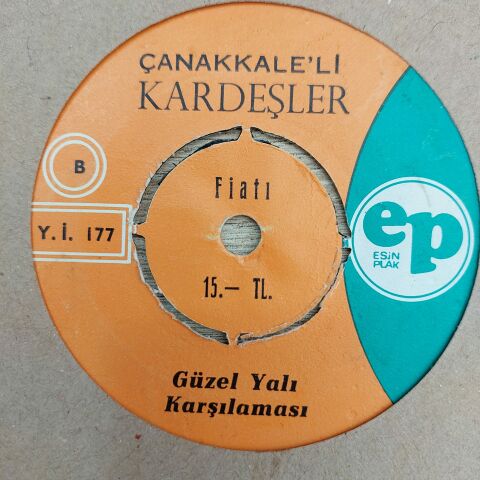 ÇANAKKALE'Lİ
KARDEŞLER
B
Fiatı
Y.İ. 177
ep
ESİN
PLAK
15.— TL.
Güzel Yalı
Karşılaması